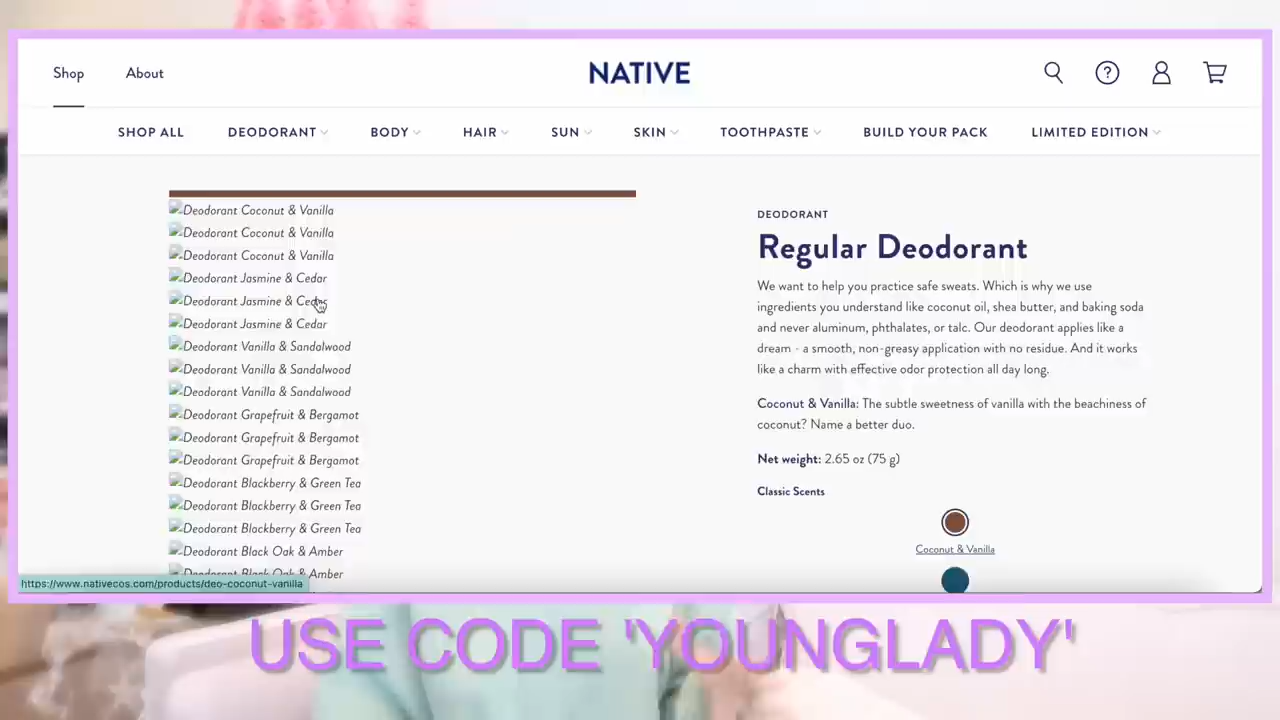 Shop
About
NATIVE
SHOP ALL
DEODORANT
BODY
HAIR
SUN
SKIN
TOOTHPASTE
BUILD YOUR PACK
LIMITED EDITION
Deodorant Coconut & Vanilla
Deodorant Coconut & Vanilla
Deodorant Coconut & Vanilla
Deodorant Jasmine & Cedar
Deodorant Jasmine & Cedar
Deodorant Jasmine & Cedar
Deodorant Vanilla & Sandalwood
Deodorant Vanilla & Sandalwood
Deodorant Vanilla & Sandalwood
Deodorant Grapefruit & Bergamot
Deodorant Grapefruit & Bergamot
Deodorant Grapefruit & Bergamot
Deodorant Blackberry & Green Tea
Deodorant Blackberry & Green Tea
Deodorant Blackberry & Green Tea
Deodorant Black Oak & Amber
Deodorant Black Oak & Amber
https://www.nativecos.com/products/deo-coconut-vanilla
DEODORANT
Regular Deodorant
We want to help you practice safe sweats. Which is why we use
ingredients you understand like coconut oil, shea butter, and baking soda
and never aluminum, phthalates, or talc. Our deodorant applies like a
dream - a smooth, non-greasy application with no residue. And it works
like a charm with effective odor protection all day long.
Coconut & Vanilla: The subtle sweetness of vanilla with the beachiness of
coconut? Name a better duo.
Net weight: 2.65 oz (75 g)
Classic Scents
Coconut & Vanilla
USE CODE 'YOUNGLADY'